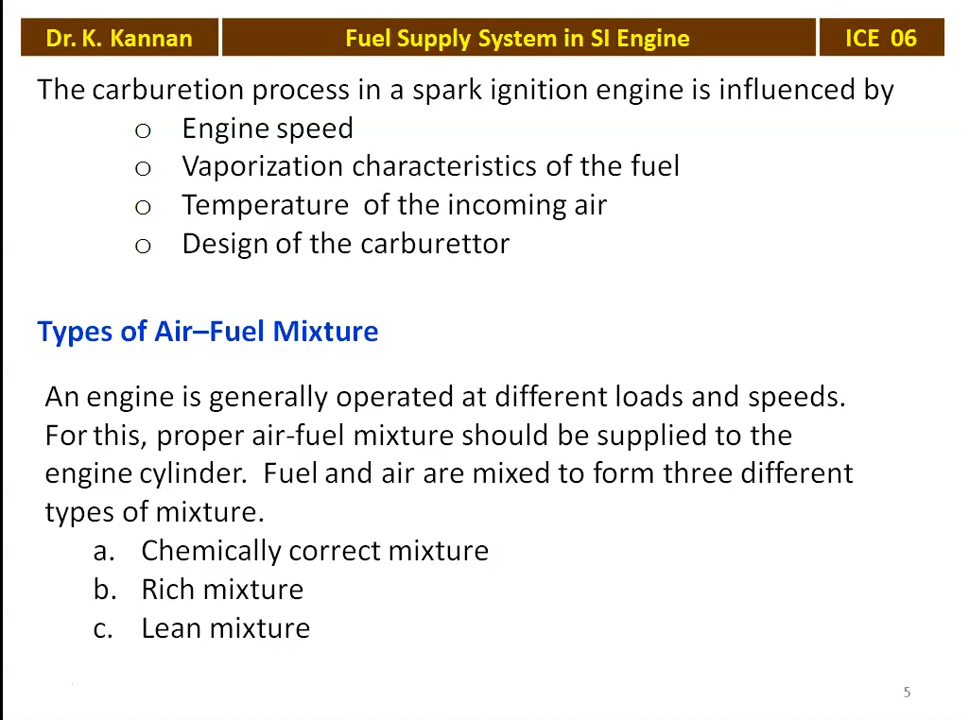 Dr. K. Kannan
Fuel Supply System in SI Engine
ICE 06
The carburetion process in a spark ignition engine is influenced by
o Engine speed
o Vaporization characteristics of the fuel
o Temperature of the incoming air
o Design of the carburettor
Types of Air–Fuel Mixture
An engine is generally operated at different loads and speeds.
For this, proper air-fuel mixture should be supplied to the
engine cylinder. Fuel and air are mixed to form three different
types of mixture.
a. Chemically correct mixture
b. Rich mixture
c. Lean mixture
5